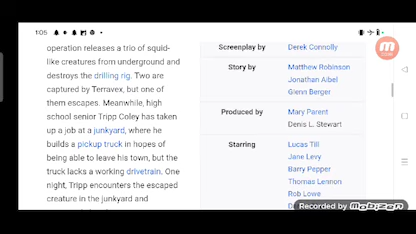 1:05
operation releases a trio of squid-
like creatures from underground and
destroys the drilling rig. Two are
captured by Terravex, but one of
them escapes. Meanwhile, high
school senior Tripp Coley has taken
up a job at a junkyard, where he
builds a pickup truck in hopes of
being able to leave his town, but the
truck lacks a working drivetrain. One
night, Tripp encounters the escaped
creature in the junkyard and
Screenplay by Derek Connolly
Story by Matthew Robinson
Jonathan Aibel
Glenn Berger
Produced by Mary Parent
Denis L. Stewart
Starring Lucas Till
Jane Levy
Barry Pepper
Thomas Lennon
Rob Lowe
Recorded by Mobizen